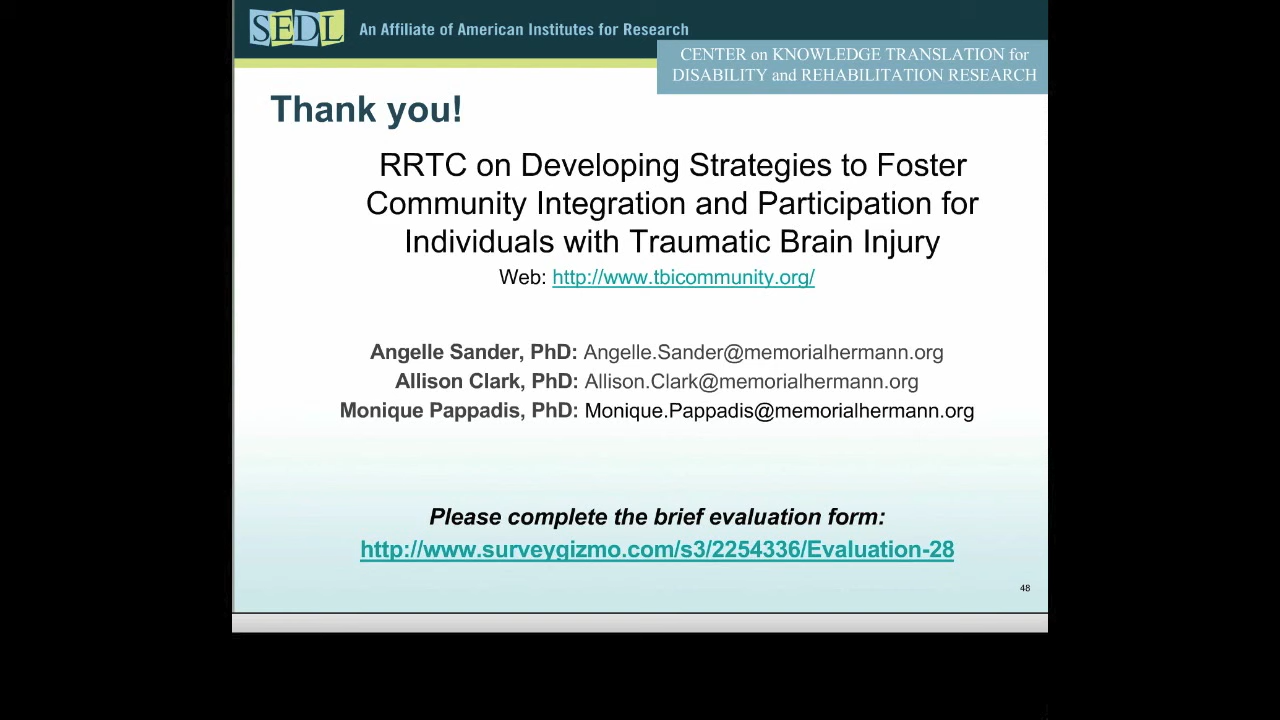 SEDL An Affiliate of American Institutes for Research
CENTER on KNOWLEDGE TRANSLATION for
DISABILITY and REHABILITATION RESEARCH
Thank you!
RRTC on Developing Strategies to Foster
Community Integration and Participation for
Individuals with Traumatic Brain Injury
Web: http://www.tbicommunity.org/
Angelle Sander, PhD: Angelle.Sander@memorialhermann.org
Allison Clark, PhD: Allison.Clark@memorialhermann.org
Monique Pappadis, PhD: Monique.Pappadis@memorialhermann.org
Please complete the brief evaluation form:
http://www.surveygizmo.com/s3/2254336/Evaluation-28
48